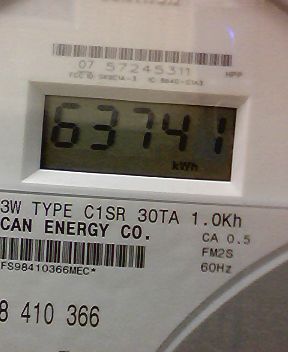 07 57245311
HPP
63741
kWh
3W TYPE C1SR 30TA 1.0Kh
CAN ENERGY CO.
CA 0.5
FM2S
60Hz
FS98410366MEC*
8 410 366